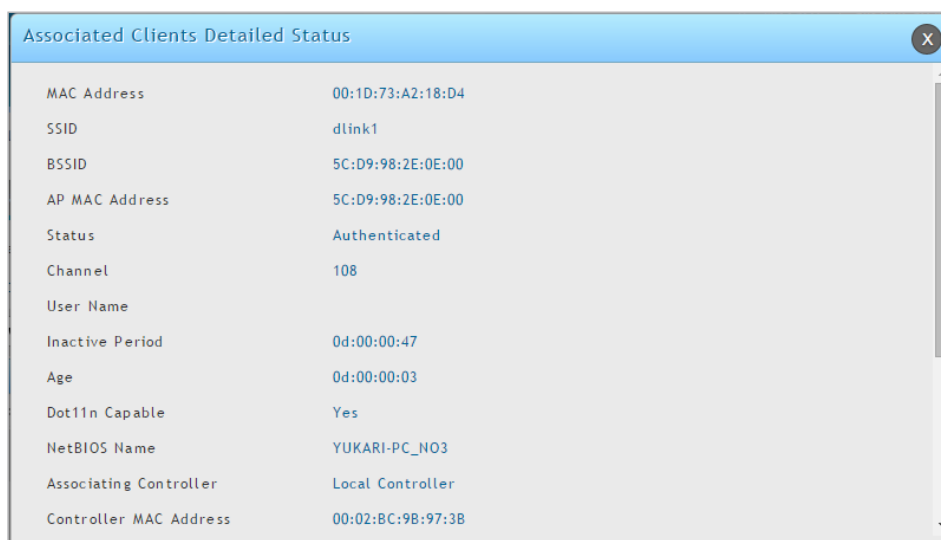 Associated Clients Detailed Status
X
MAC Address 00:1D:73:A2:18:D4
SSID dlink1
BSSID 5C:D9:98:2E:0E:00
AP MAC Address 5C:D9:98:2E:0E:00
Status Authenticated
Channel 108
User Name
Inactive Period 0d:00:00:47
Age 0d:00:00:03
Dot11n Capable Yes
NetBIOS Name YUKARI-PC_NO3
Associating Controller Local Controller
Controller MAC Address 00:02:BC:9B:97:3B